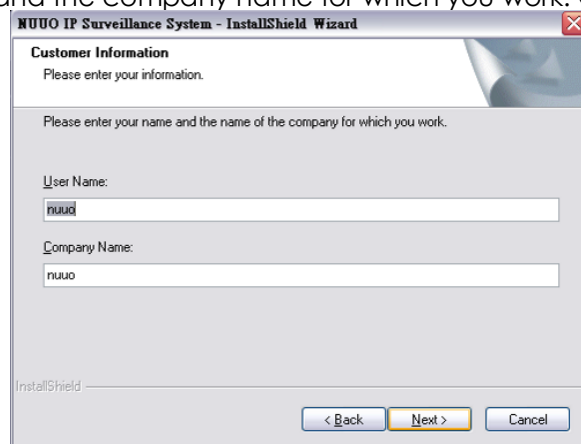 and the company name for which you work.
NUUO IP Surveillance System - InstallShield Wizard
Customer Information
Please enter your information.
Please enter your name and the name of the company for which you work.
User Name:
nuuo
Company Name:
nuuo
InstallShield
< Back Next > Cancel